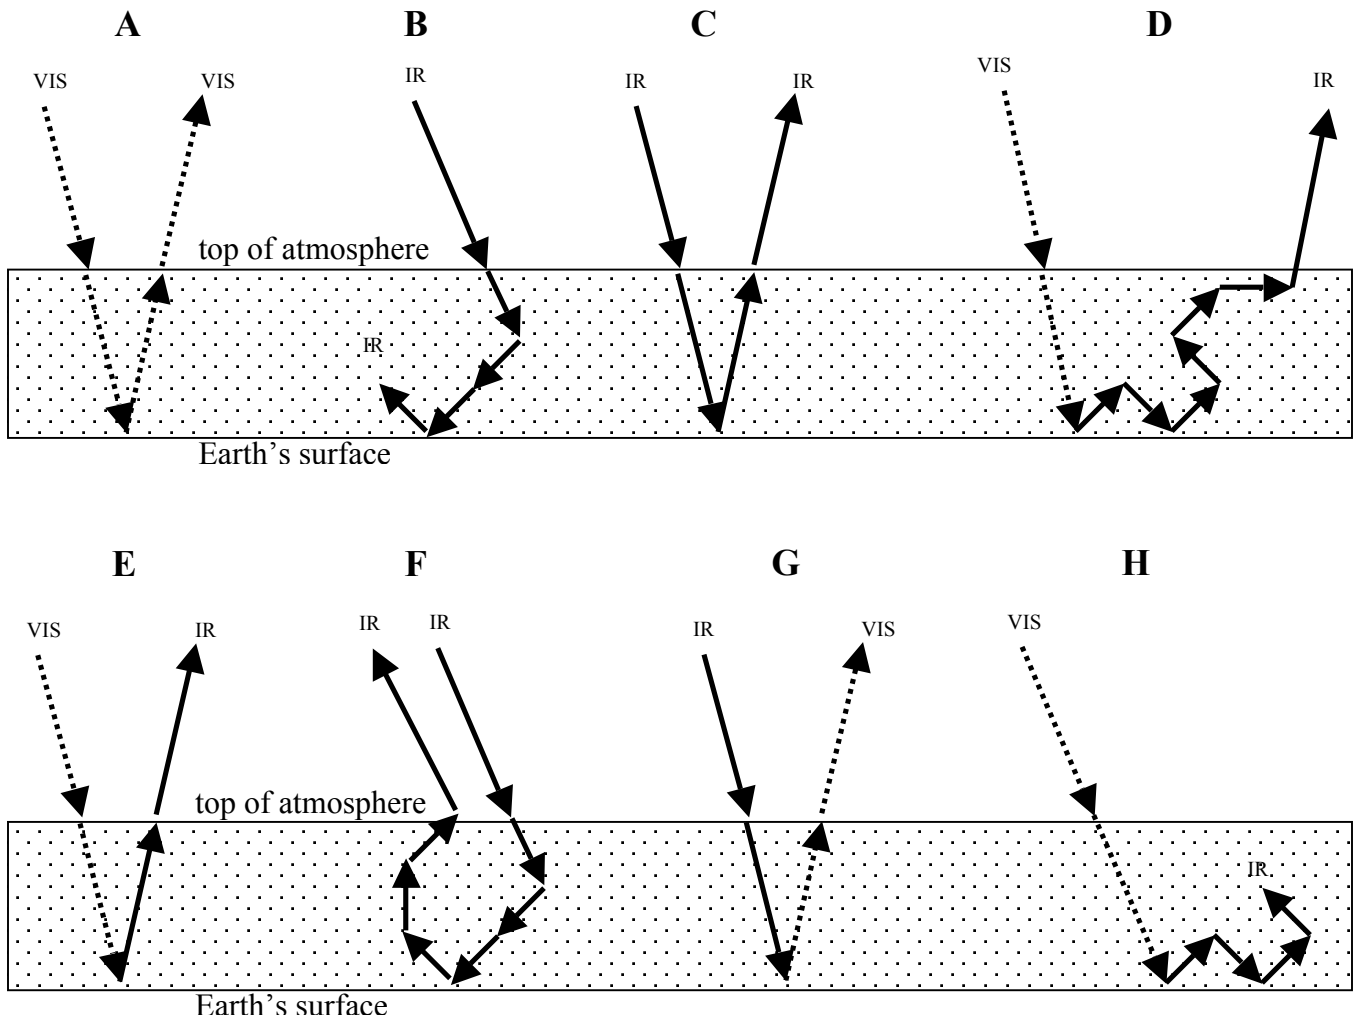 A B C D
VIS VIS IR IR IR VIS IR
top of atmosphere
IR
Earth's surface
E F G H
VIS IR IR IR IR VIS VIS
top of atmosphere
IR
Earth's surface